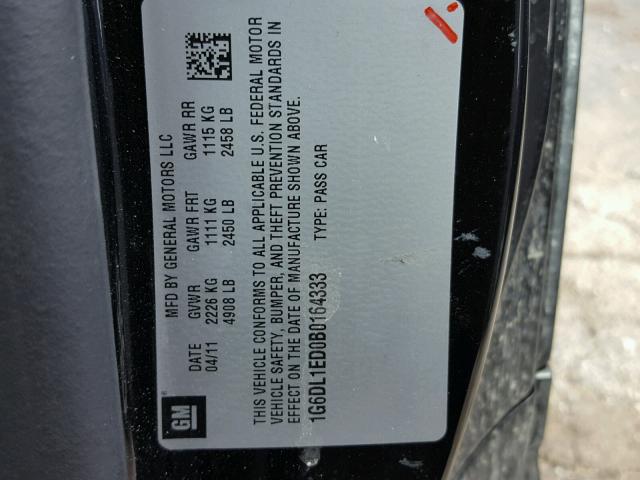 GM ®
MFD BY GENERAL MOTORS LLC
DATE GVWR GAWR FRT GAWR RR
04/11 2226 KG 1111 KG 1115 KG
4908 LB 2450 LB 2458 LB
THIS VEHICLE CONFORMS TO ALL APPLICABLE U.S. FEDERAL MOTOR
VEHICLE SAFETY, BUMPER, AND THEFT PREVENTION STANDARDS IN
EFFECT ON THE DATE OF MANUFACTURE SHOWN ABOVE.
1G6DL1ED0B0164333 TYPE: PASS CAR